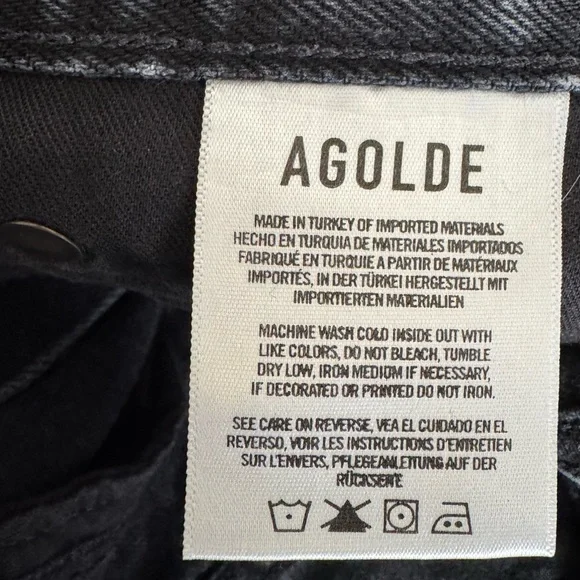 AGOLDE
MADE IN TURKEY OF IMPORTED MATERIALS
HECHO EN TURQUIA DE MATERIALES IMPORTADOS
FABRIQUÉ EN TURQUIE A PARTIR DE MATÉRIAUX
IMPORTÉS, IN DER TÜRKEI HERGESTELLT MIT
IMPORTIERTEN MATERIALIEN
MACHINE WASH COLD INSIDE OUT WITH
LIKE COLORS, DO NOT BLEACH, TUMBLE
DRY LOW, IRON MEDIUM IF NECESSARY,
IF DECORATED OR PRINTED DO NOT IRON.
SEE CARE ON REVERSE, VEA EL CUIDADO EN EL
REVERSO, VOIR LES INSTRUCTIONS D'ENTRETIEN
SUR L'ENVERS, PFLEGEANLEITUNG AUF DER
RÜCKSEITE